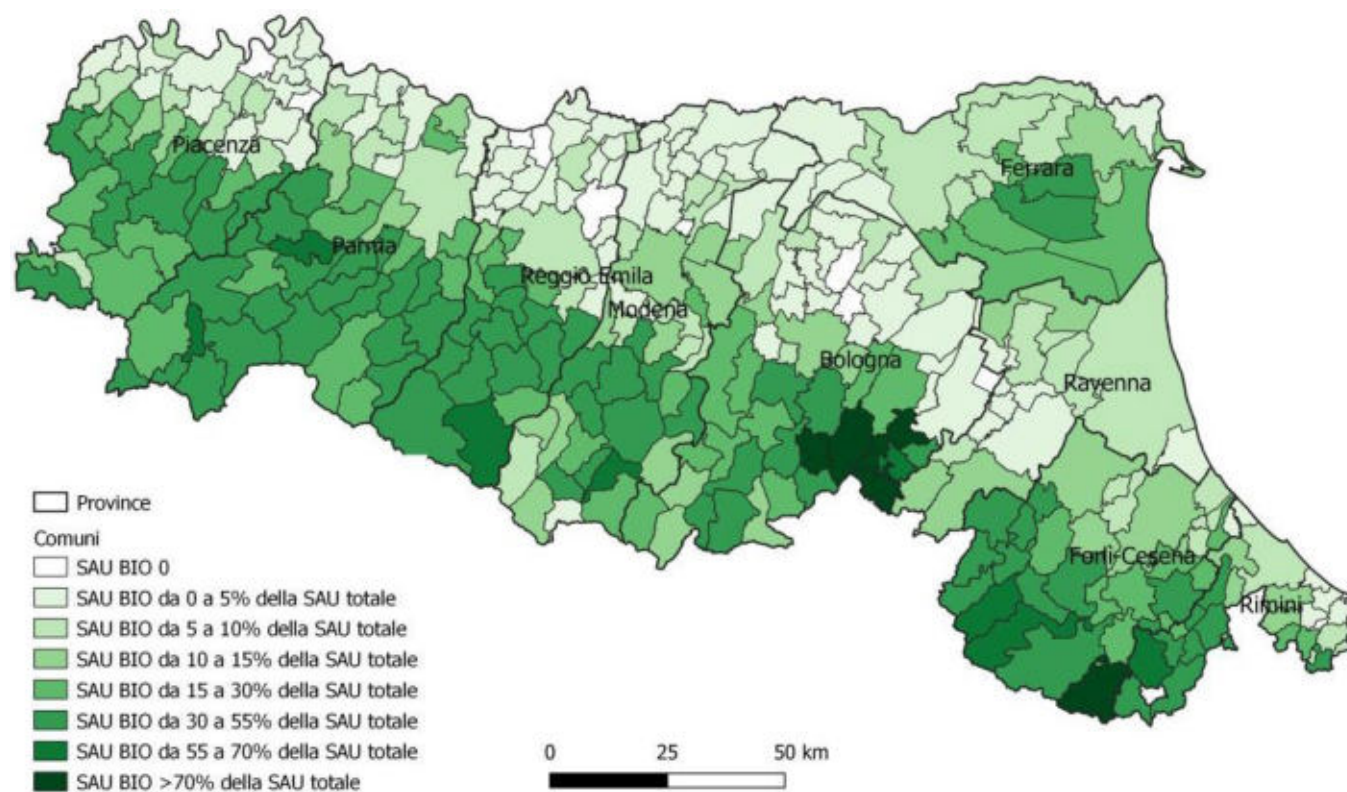 Piacenza
Ferrara
Parma
Reggio_Emila
Modena
Bologna
Ravenna
Forlì-Cesena
Rimini
Province
Comuni
SAU BIO 0
SAU BIO da 0 a 5% della SAU totale
SAU BIO da 5 a 10% della SAU totale
SAU BIO da 10 a 15% della SAU totale
SAU BIO da 15 a 30% della SAU totale
SAU BIO da 30 a 55% della SAU totale
SAU BIO da 55 a 70% della SAU totale
SAU BIO >70% della SAU totale
0 25 50 km